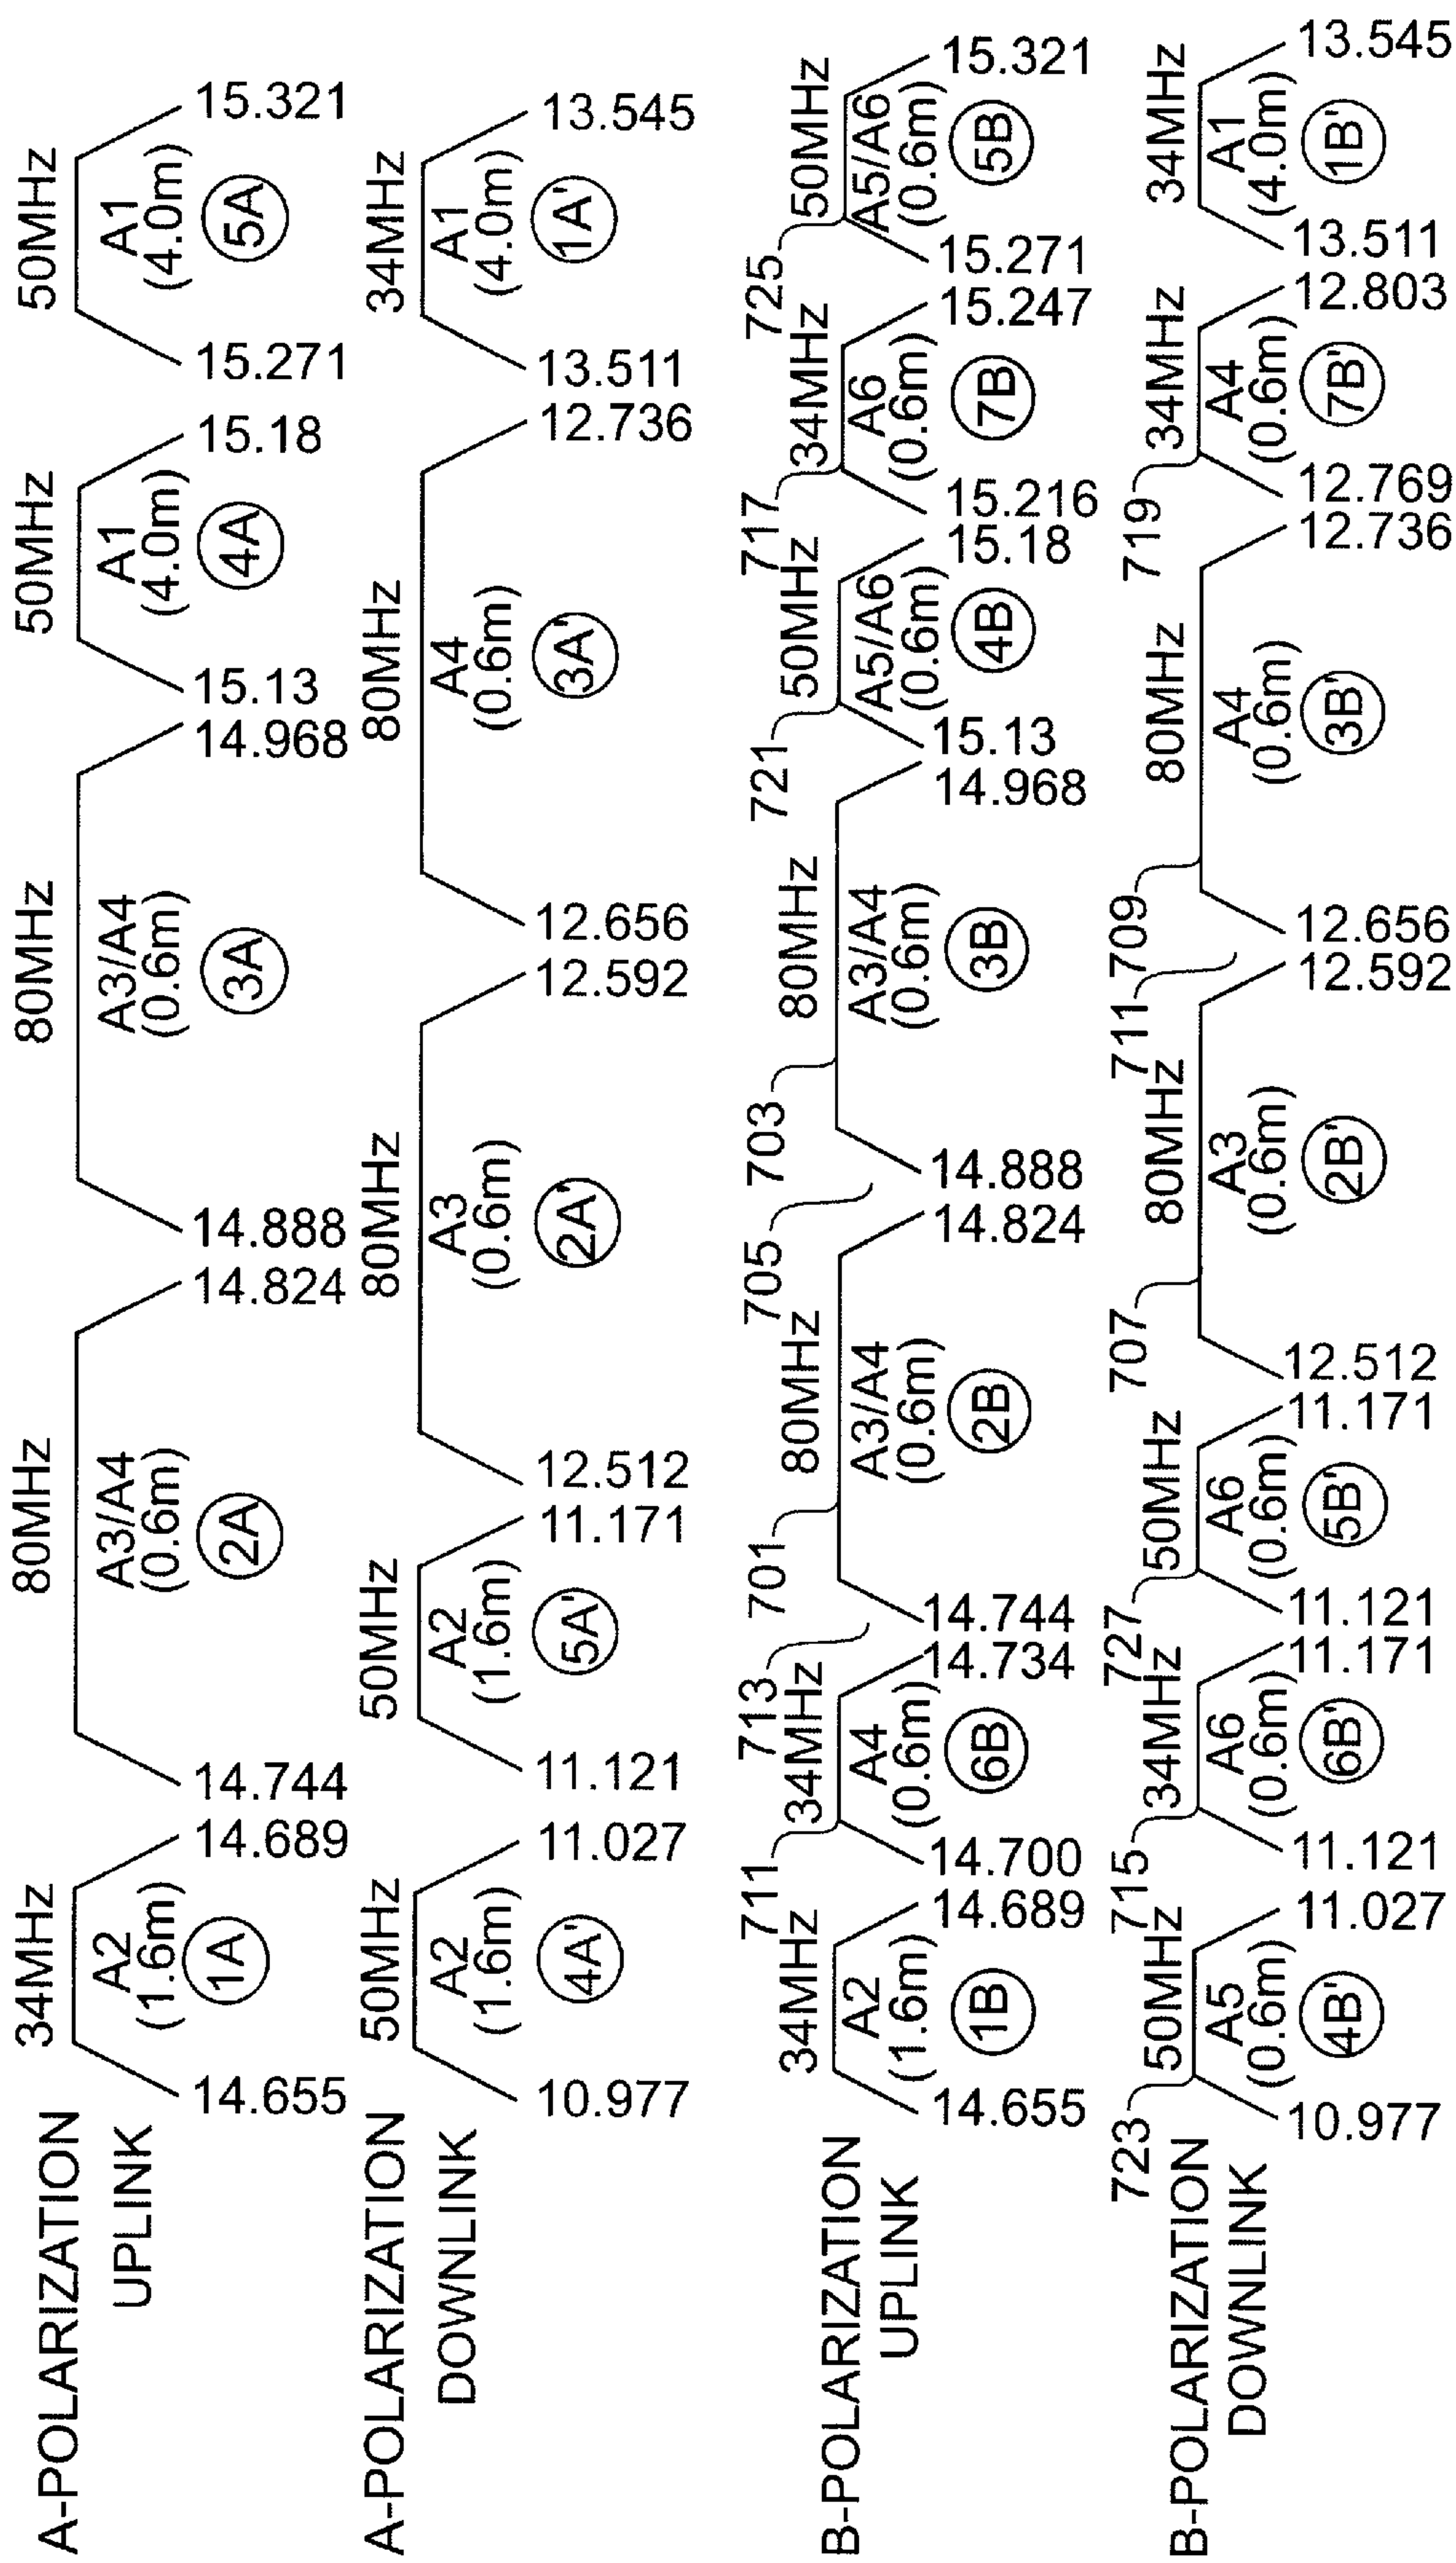 A-POLARIZATION
UPLINK
34MHz
A2
(1.6m)
1A
14.655
14.689
80MHz
A3/A4
(0.6m)
2A
14.744
14.824
80MHz
A3/A4
(0.6m)
3A
14.888
14.968
50MHz
A1
(4.0m)
4A
15.13
15.18
50MHz
A1
(4.0m)
5A
15.271
15.321
A-POLARIZATION
DOWNLINK
50MHz
A2
(1.6m)
4A'
10.977
11.027
50MHz
A2
(1.6m)
5A'
11.121
11.171
80MHz
A3
(0.6m)
2A'
12.512
12.592
80MHz
A4
(0.6m)
3A'
12.656
12.736
34MHz
A1
(4.0m)
1A'
13.511
13.545
B-POLARIZATION
UPLINK
34MHz
A2
(1.6m)
1B
14.655
14.689
711
34MHz
A4
(0.6m)
6B
14.700
14.734
713
701
80MHz
A3/A4
(0.6m)
2B
14.744
14.824
705
703
80MHz
A3/A4
(0.6m)
3B
14.888
14.968
721
50MHz
A5/A6
(0.6m)
4B
15.13
15.18
717
34MHz
A6
(0.6m)
7B
15.216
15.247
725
50MHz
A5/A6
(0.6m)
5B
15.271
15.321
B-POLARIZATION
DOWNLINK
723
50MHz
A5
(0.6m)
4B'
10.977
11.027
715
34MHz
A6
(0.6m)
6B'
11.121
11.171
727
50MHz
A6
(0.6m)
5B'
11.121
11.171
707
80MHz
A3
(0.6m)
2B'
12.512
12.592
711
709
80MHz
A4
(0.6m)
3B'
12.656
12.736
719
34MHz
A4
(0.6m)
7B'
12.769
12.803
34MHz
A1
(4.0m)
1B'
13.511
13.545